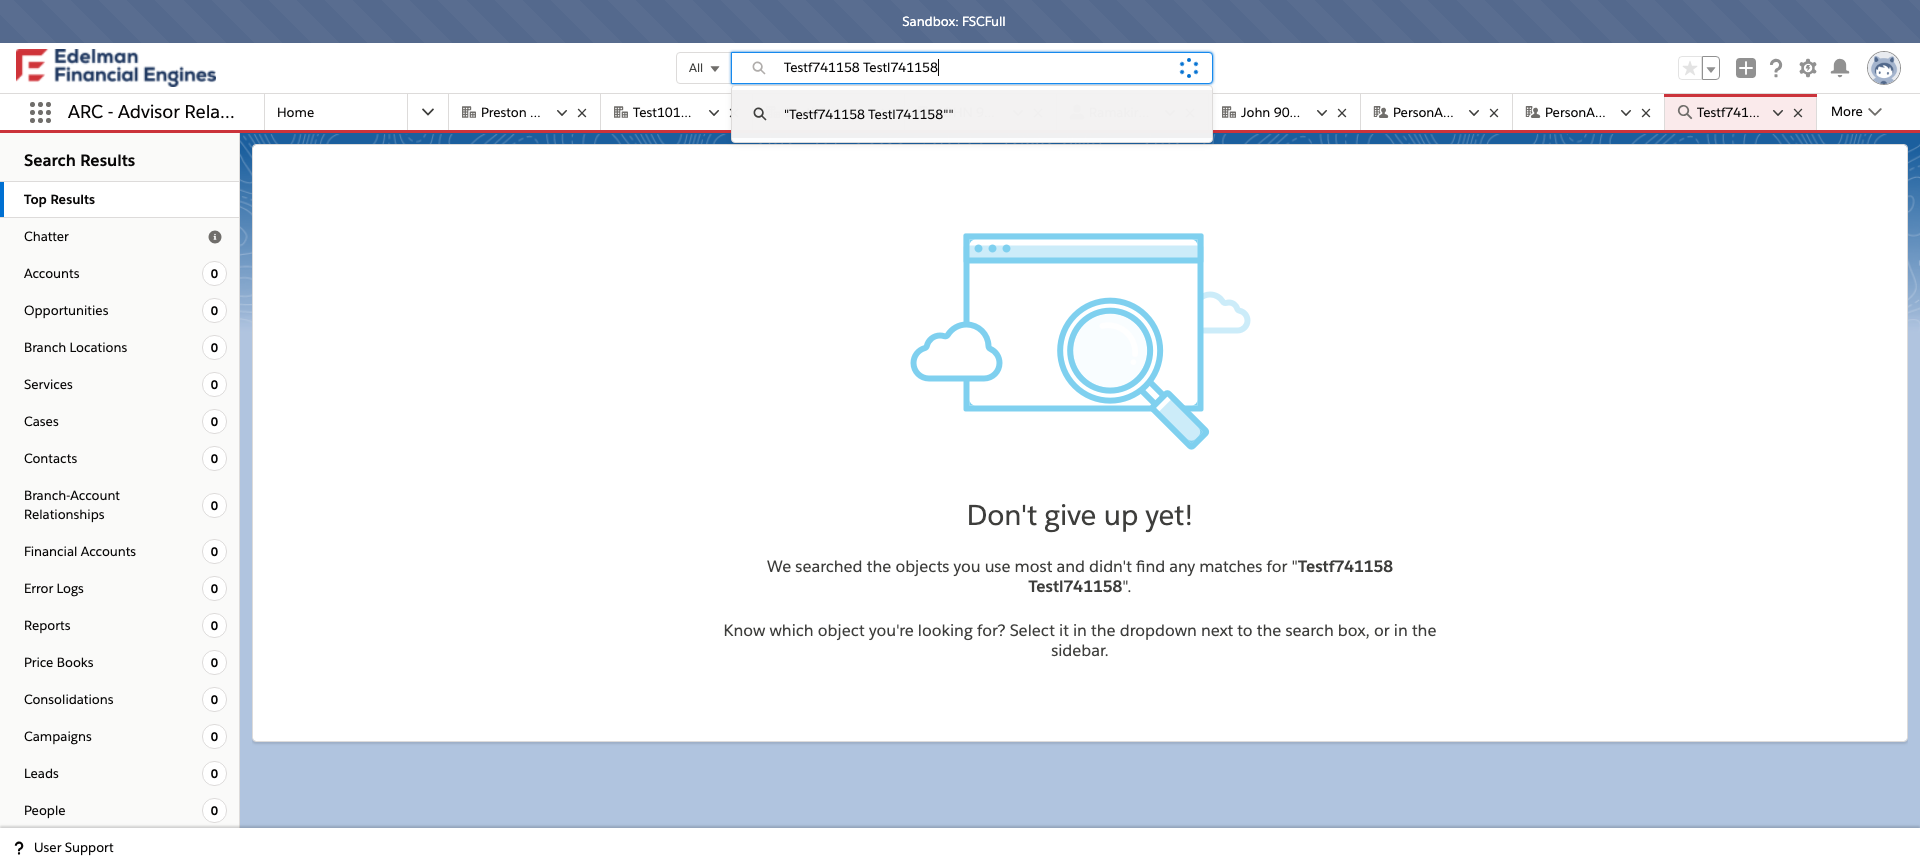 Sandbox: FSCFull
Edelman
Financial Engines
All
Testf741158 Testl741158
"Testf741158 Testl741158""
ARC - Advisor Rela...
Home
Preston ...
Test101...
John 90...
PersonA...
PersonA...
Testf741...
More
Search Results
Top Results
Chatter
Accounts 0
Opportunities 0
Branch Locations 0
Services 0
Cases 0
Contacts 0
Branch-Account
Relationships 0
Financial Accounts 0
Error Logs 0
Reports 0
Price Books 0
Consolidations 0
Campaigns 0
Leads 0
People 0
Don't give up yet!
We searched the objects you use most and didn't find any matches for "Testf741158
Testl741158".
Know which object you're looking for? Select it in the dropdown next to the search box, or in the
sidebar.
? User Support